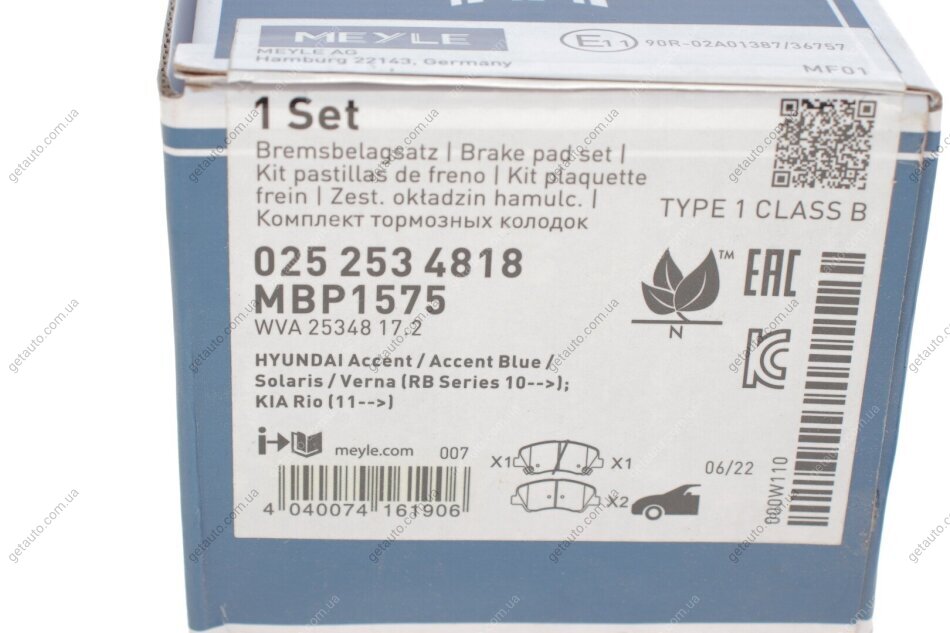 MEYLE
MEYLE AG
Hamburg 22143, Germany
E11 90R-02A01387/36757
MF01
1 Set
Bremsbelagsatz | Brake pad set |
Kit pastillas de freno | Kit plaquette
frein | Zest. okładzin hamulc. |
Комплект тормозных колодок
TYPE 1 CLASS B
025 253 4818
MBP1575
WVA 25348 17.2
™
N
EAC
HYUNDAI Accent / Accent Blue /
Solaris / Verna (RB Series 10-->);
KIA Rio (11-->)
meyle.com 007
X1 X1
X2
06/22
000W110
4 040074 161906
getauto.com.ua